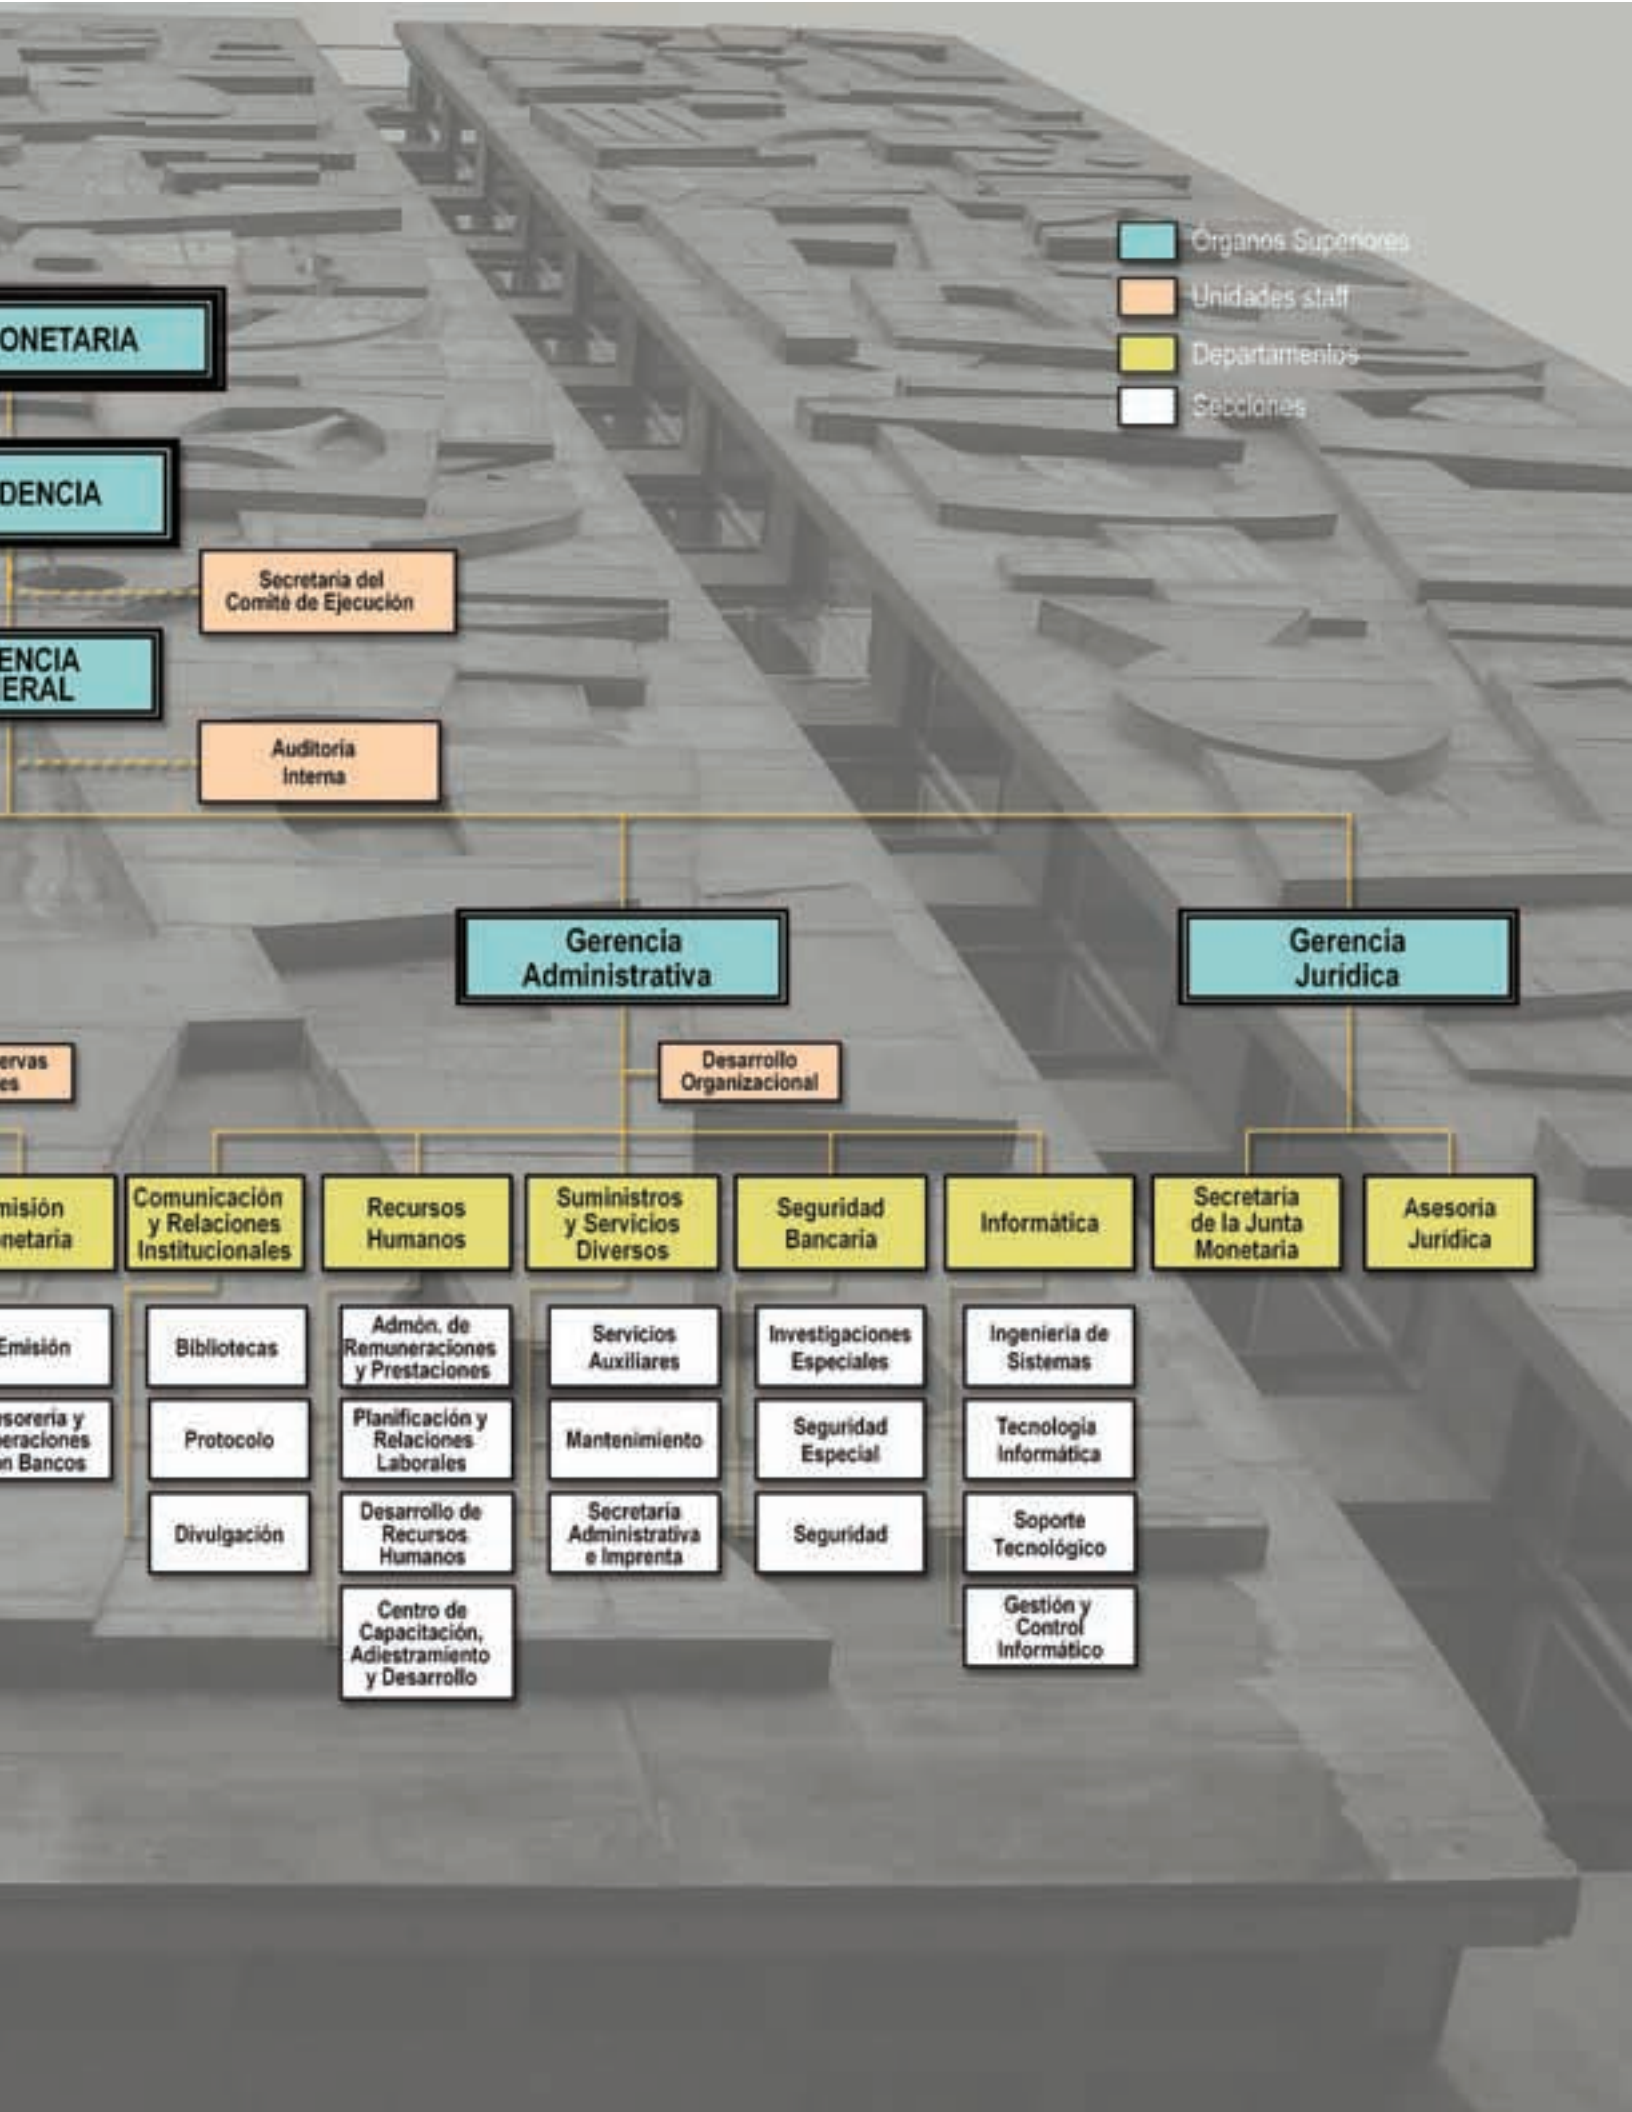 Órganos Superiores
Unidades staff
Departamentos
Secciones
ONETARIA
DENCIA
Secretaría del
Comité de Ejecución
ENCIA
ERAL
Auditoría
Interna
Gerencia
Administrativa
Gerencia
Jurídica
ervas
es
Desarrollo
Organizacional
misión
netaria
Comunicación
y Relaciones
Institucionales
Recursos
Humanos
Suministros
y Servicios
Diversos
Seguridad
Bancaria
Informática
Secretaría
de la Junta
Monetaria
Asesoría
Jurídica
Emisión
esorería y
eraciones
n Bancos
Bibliotecas
Protocolo
Divulgación
Admón. de
Remuneraciones
y Prestaciones
Planificación y
Relaciones
Laborales
Desarrollo de
Recursos
Humanos
Centro de
Capacitación,
Adiestramiento
y Desarrollo
Servicios
Auxiliares
Mantenimiento
Secretaría
Administrativa
e Imprenta
Investigaciones
Especiales
Seguridad
Especial
Seguridad
Ingeniería de
Sistemas
Tecnología
Informática
Soporte
Tecnológico
Gestión y
Control
Informático